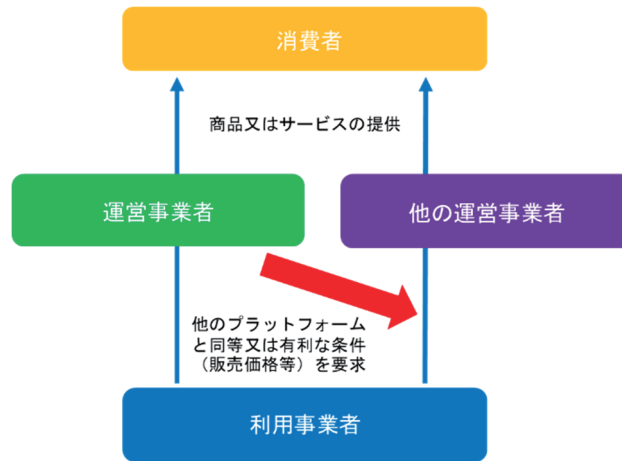 消費者
商品又はサービスの提供
運営事業者
他の運営事業者
他のプラットフォーム
と同等又は有利な条件
（販売価格等）を要求
利用事業者